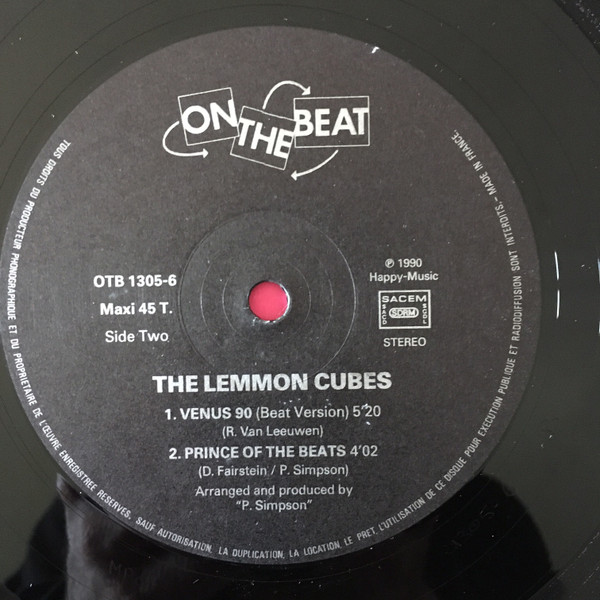 ON THE BEAT
OTB 1305-6
Maxi 45 T.
Side Two
℗ 1990
Happy-Music
SACEM
SACD SDRM SCGL
STEREO
THE LEMMON CUBES
1. VENUS 90 (Beat Version) 5'20
(R. Van Leeuwen)
2. PRINCE OF THE BEATS 4'02
(D. Fairstein / P. Simpson)
Arranged and produced by
"P. Simpson"
TOUS DROITS DU PRODUCTEUR PHONOGRAPHIQUE ET DU PROPRIETAIRE DE L'ŒUVRE ENREGISTREE RESERVES, SAUF AUTORISATION, LA DUPLICATION, LA LOCATION, LE PRET, L'UTILISATION DE CE DISQUE POUR EXECUTION PUBLIQUE ET RADIODIFFUSION SONT INTERDITS. - MADE IN FRANCE.